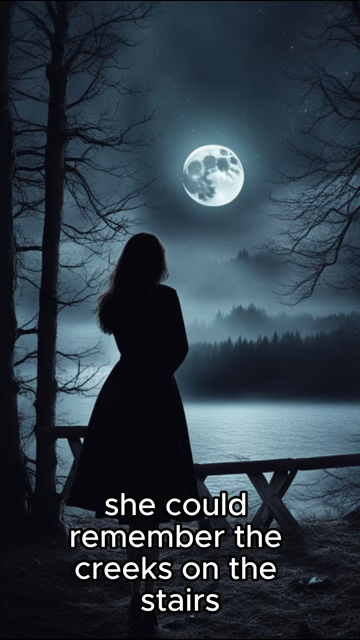 she could
remember the
creeks on the
stairs